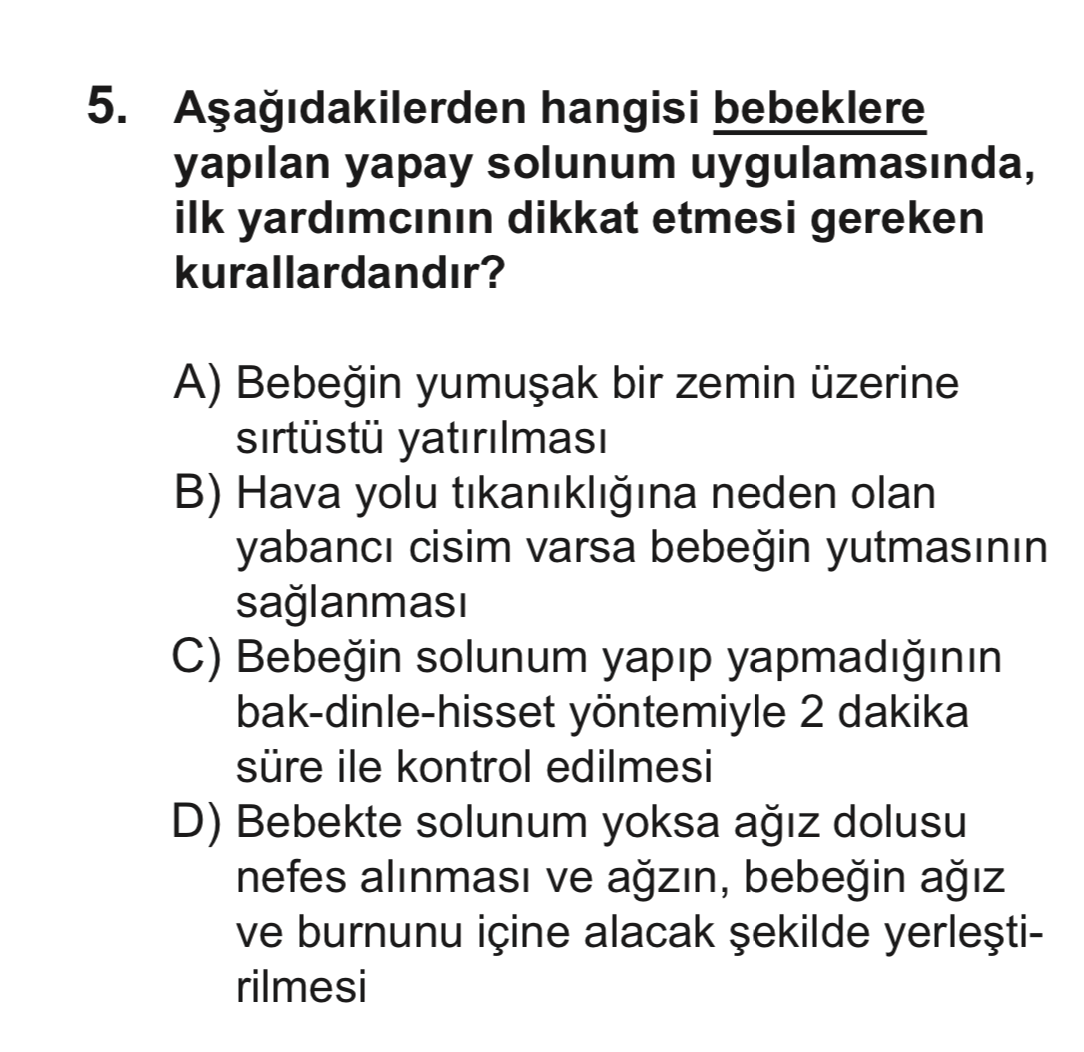 5. Aşağıdakilerden hangisi bebeklere
yapılan yapay solunum uygulamasında,
ilk yardımcının dikkat etmesi gereken
kurallardandır?
A) Bebeğin yumuşak bir zemin üzerine
sırtüstü yatırılması
B) Hava yolu tıkanıklığına neden olan
yabancı cisim varsa bebeğin yutmasının
sağlanması
C) Bebeğin solunum yapıp yapmadığının
bak-dinle-hisset yöntemiyle 2 dakika
süre ile kontrol edilmesi
D) Bebekte solunum yoksa ağız dolusu
nefes alınması ve ağzın, bebeğin ağız
ve burnunu içine alacak şekilde yerleşti-
rilmesi